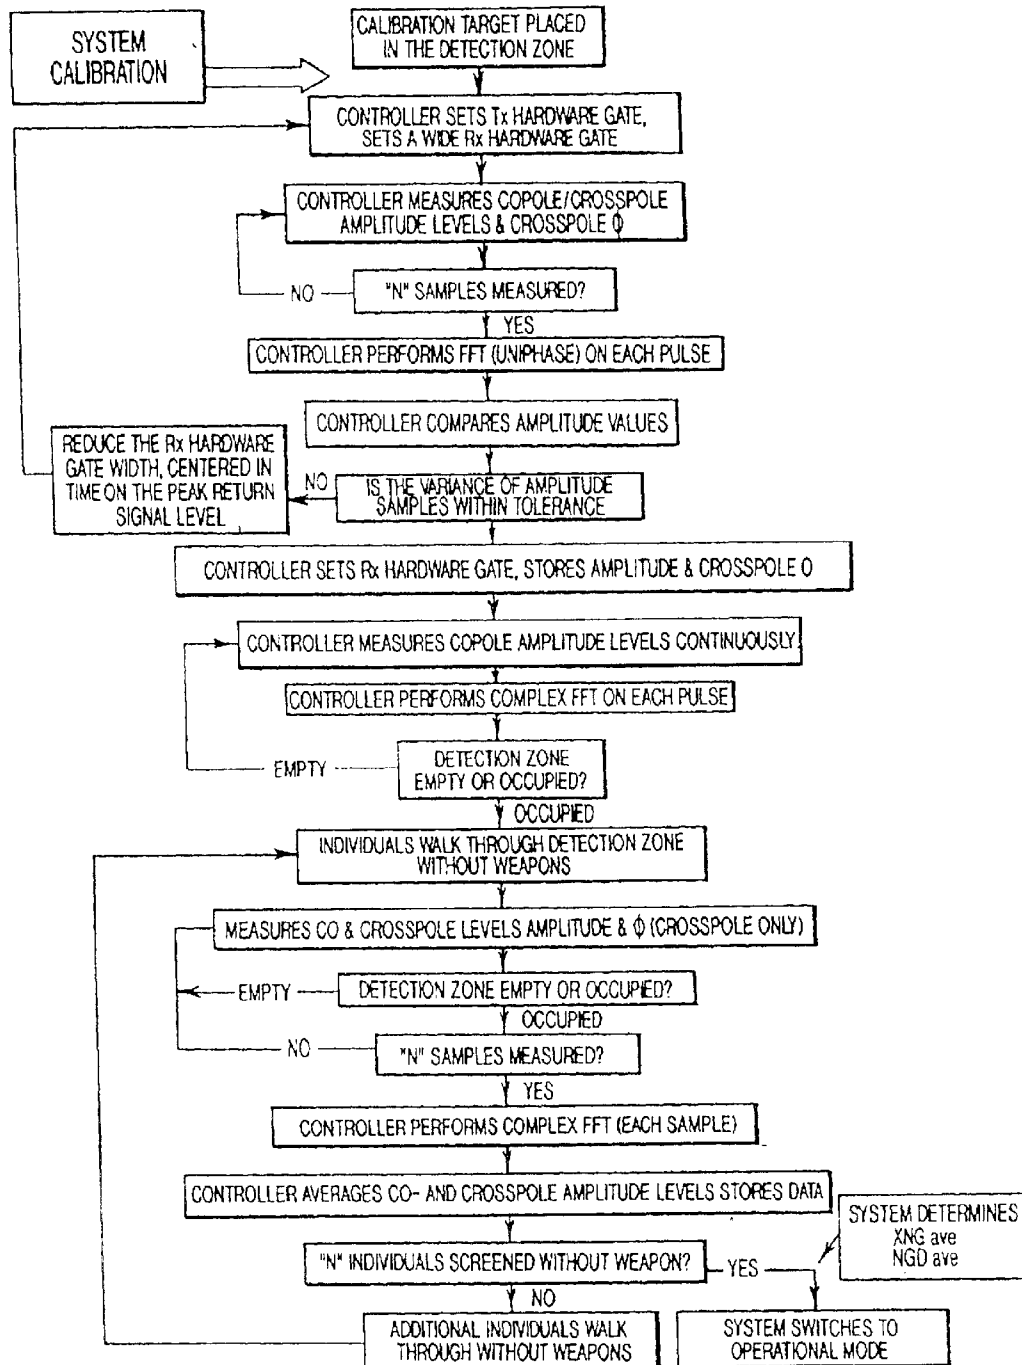 SYSTEM
CALIBRATION
CALIBRATION TARGET PLACED
IN THE DETECTION ZONE
CONTROLLER SETS Tx HARDWARE GATE,
SETS A WIDE Rx HARDWARE GATE
CONTROLLER MEASURES COPOLE/CROSSPOLE
AMPLITUDE LEVELS & CROSSPOLE ϕ
NO
"N" SAMPLES MEASURED?
YES
CONTROLLER PERFORMS FFT (UNIPHASE) ON EACH PULSE
CONTROLLER COMPARES AMPLITUDE VALUES
REDUCE THE Rx HARDWARE
GATE WIDTH, CENTERED IN
TIME ON THE PEAK RETURN
SIGNAL LEVEL
NO
IS THE VARIANCE OF AMPLITUDE
SAMPLES WITHIN TOLERANCE
CONTROLLER SETS Rx HARDWARE GATE, STORES AMPLITUDE & CROSSPOLE 0
CONTROLLER MEASURES COPOLE AMPLITUDE LEVELS CONTINUOUSLY
CONTROLLER PERFORMS COMPLEX FFT ON EACH PULSE
EMPTY
DETECTION ZONE
EMPTY OR OCCUPIED?
OCCUPIED
INDIVIDUALS WALK THROUGH DETECTION ZONE
WITHOUT WEAPONS
MEASURES CO & CROSSPOLE LEVELS AMPLITUDE & ϕ (CROSSPOLE ONLY)
EMPTY
DETECTION ZONE EMPTY OR OCCUPIED?
OCCUPIED
NO
"N" SAMPLES MEASURED?
YES
CONTROLLER PERFORMS COMPLEX FFT (EACH SAMPLE)
CONTROLLER AVERAGES CO- AND CROSSPOLE AMPLITUDE LEVELS STORES DATA
SYSTEM DETERMINES
XNG ave
NGD ave
"N" INDIVIDUALS SCREENED WITHOUT WEAPON?
YES
NO
ADDITIONAL INDIVIDUALS WALK
THROUGH WITHOUT WEAPONS
SYSTEM SWITCHES TO
OPERATIONAL MODE